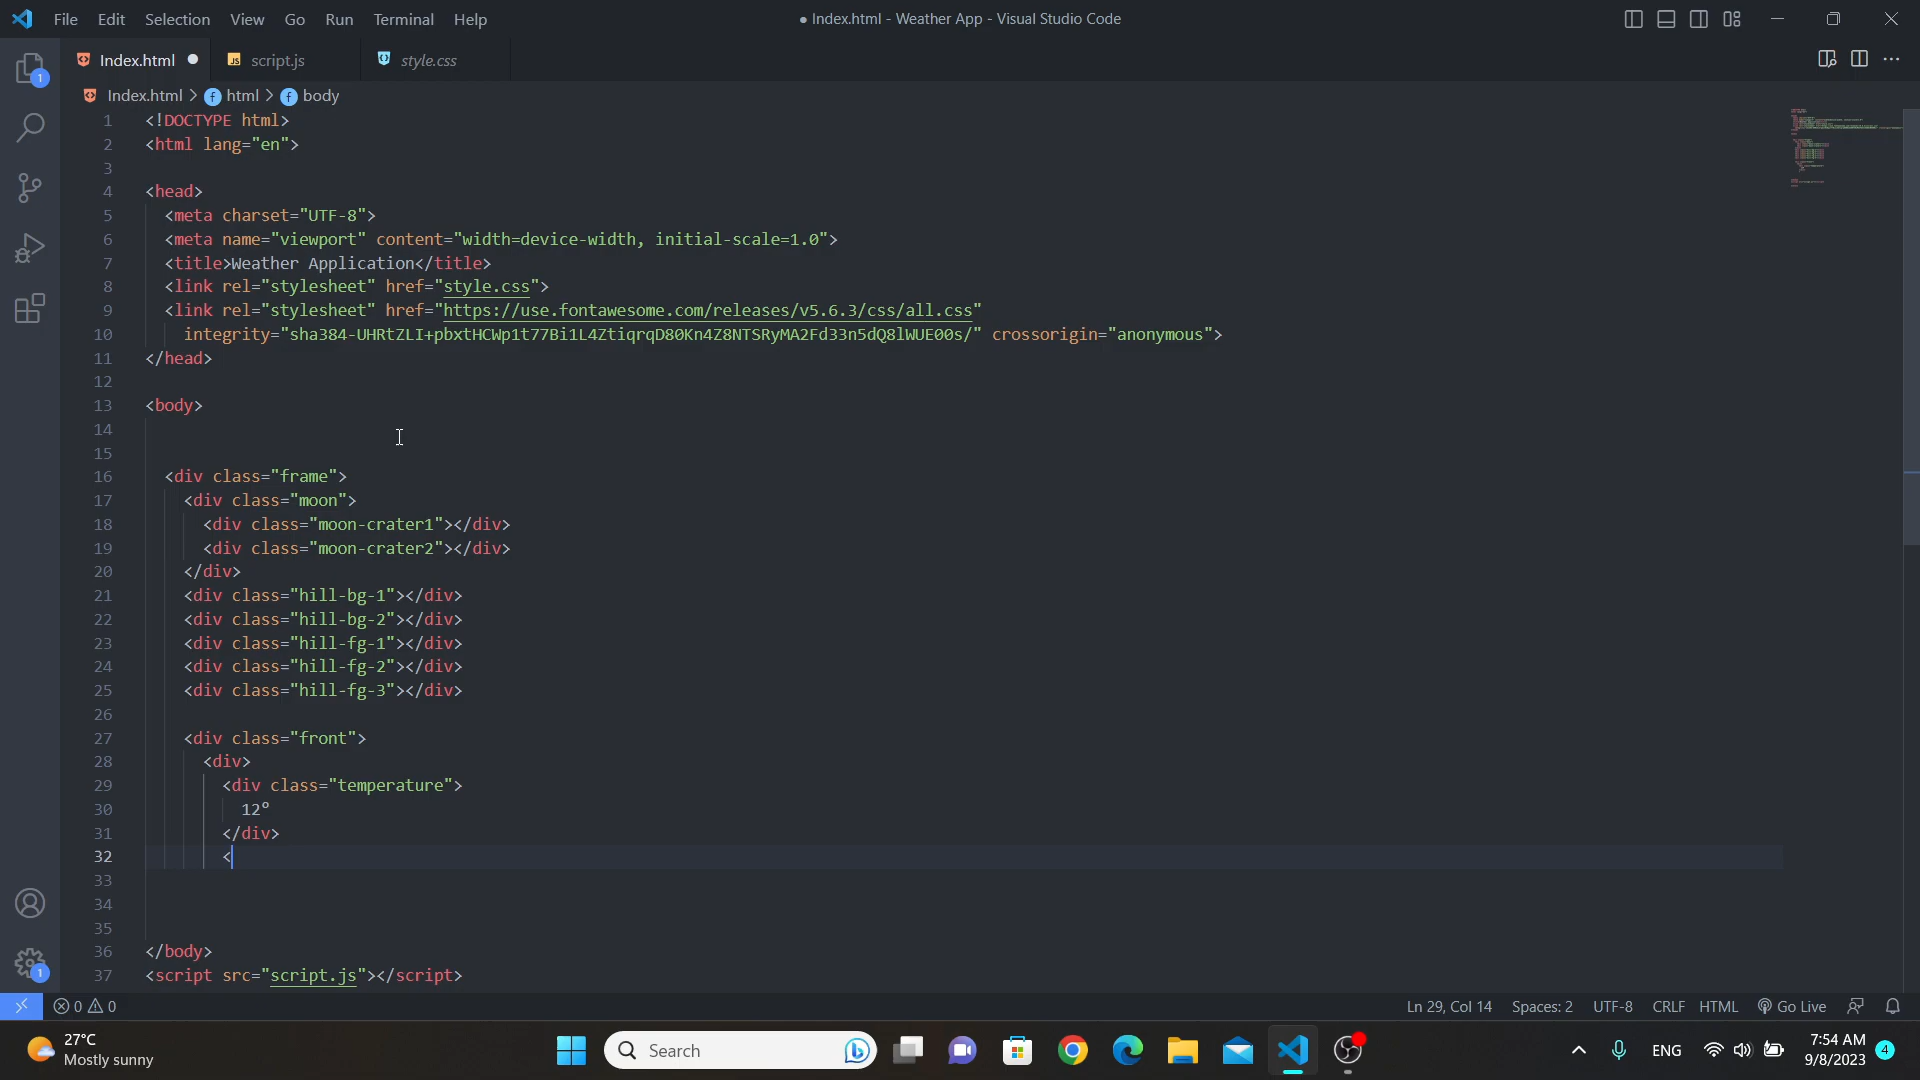 File Edit Selection View Go Run Terminal Help
● Index.html - Weather App - Visual Studio Code
Index.html
JS script.js
style.css
1
Index.html > html > body
1 <!DOCTYPE html>
2 <html lang="en">
3
4 <head>
5 <meta charset="UTF-8">
6 <meta name="viewport" content="width=device-width, initial-scale=1.0">
7 <title>Weather Application</title>
8 <link rel="stylesheet" href="style.css">
9 <link rel="stylesheet" href="https://use.fontawesome.com/releases/v5.6.3/css/all.css"
10 integrity="sha384-UHRtZLI+pbxtHCWp1t77Bi1L4ZtiqrqD80Kn4Z8NTSRyMA2Fd33n5dQ8lWUE00s/" crossorigin="anonymous">
11 </head>
12
13 <body>
14
15
16 <div class="frame">
17 <div class="moon">
18 <div class="moon-crater1"></div>
19 <div class="moon-crater2"></div>
20 </div>
21 <div class="hill-bg-1"></div>
22 <div class="hill-bg-2"></div>
23 <div class="hill-fg-1"></div>
24 <div class="hill-fg-2"></div>
25 <div class="hill-fg-3"></div>
26
27 <div class="front">
28 <div>
29 <div class="temperature">
30 12°
31 </div>
32 <
33
34
35
36 </body>
37 <script src="script.js"></script>
1
0 0
Ln 29, Col 14 Spaces: 2 UTF-8 CRLF HTML Go Live
27°C
Mostly sunny
Search
ENG
7:54 AM
9/8/2023
4